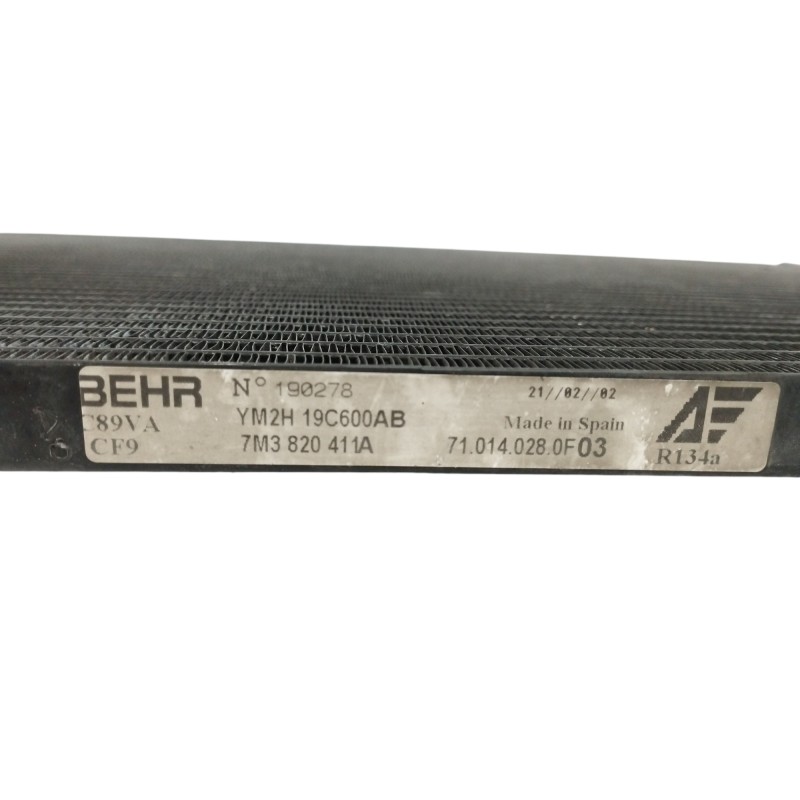 BEHR N° 190278 21//02//02
C89VA YM2H 19C600AB Made in Spain AF
CF9 7M3 820 411A 71.014.028.0F03 R134a